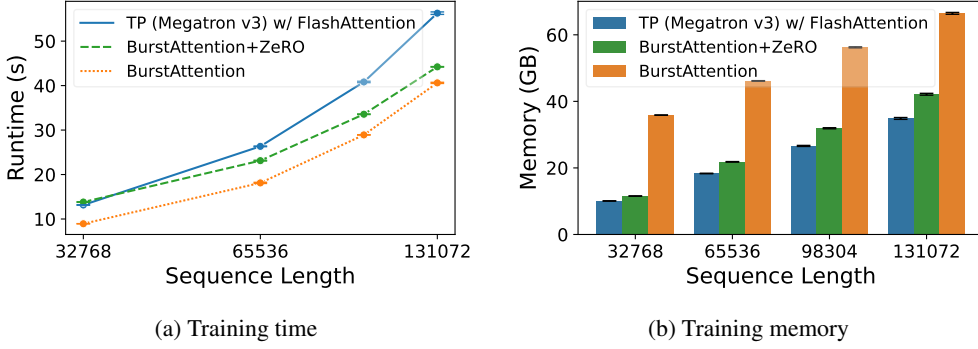 TP (Megatron v3) w/ FlashAttention
BurstAttention+ZeRO
BurstAttention
Runtime (s)
50
40
30
20
10
32768
65536
131072
Sequence Length
(a) Training time
TP (Megatron v3) w/ FlashAttention
BurstAttention+ZeRO
BurstAttention
Memory (GB)
60
40
20
0
32768
65536
98304
131072
Sequence Length
(b) Training memory